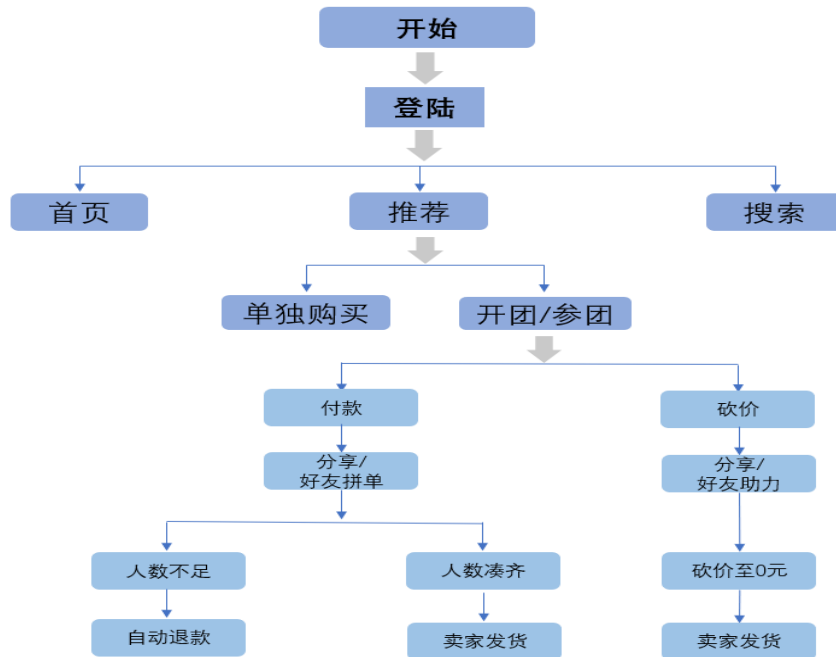 开始
登陆
首页
推荐
搜索
单独购买
开团/参团
付款
砍价
分享/
好友拼单
分享/
好友助力
人数不足
人数凑齐
砍价至0元
自动退款
卖家发货
卖家发货